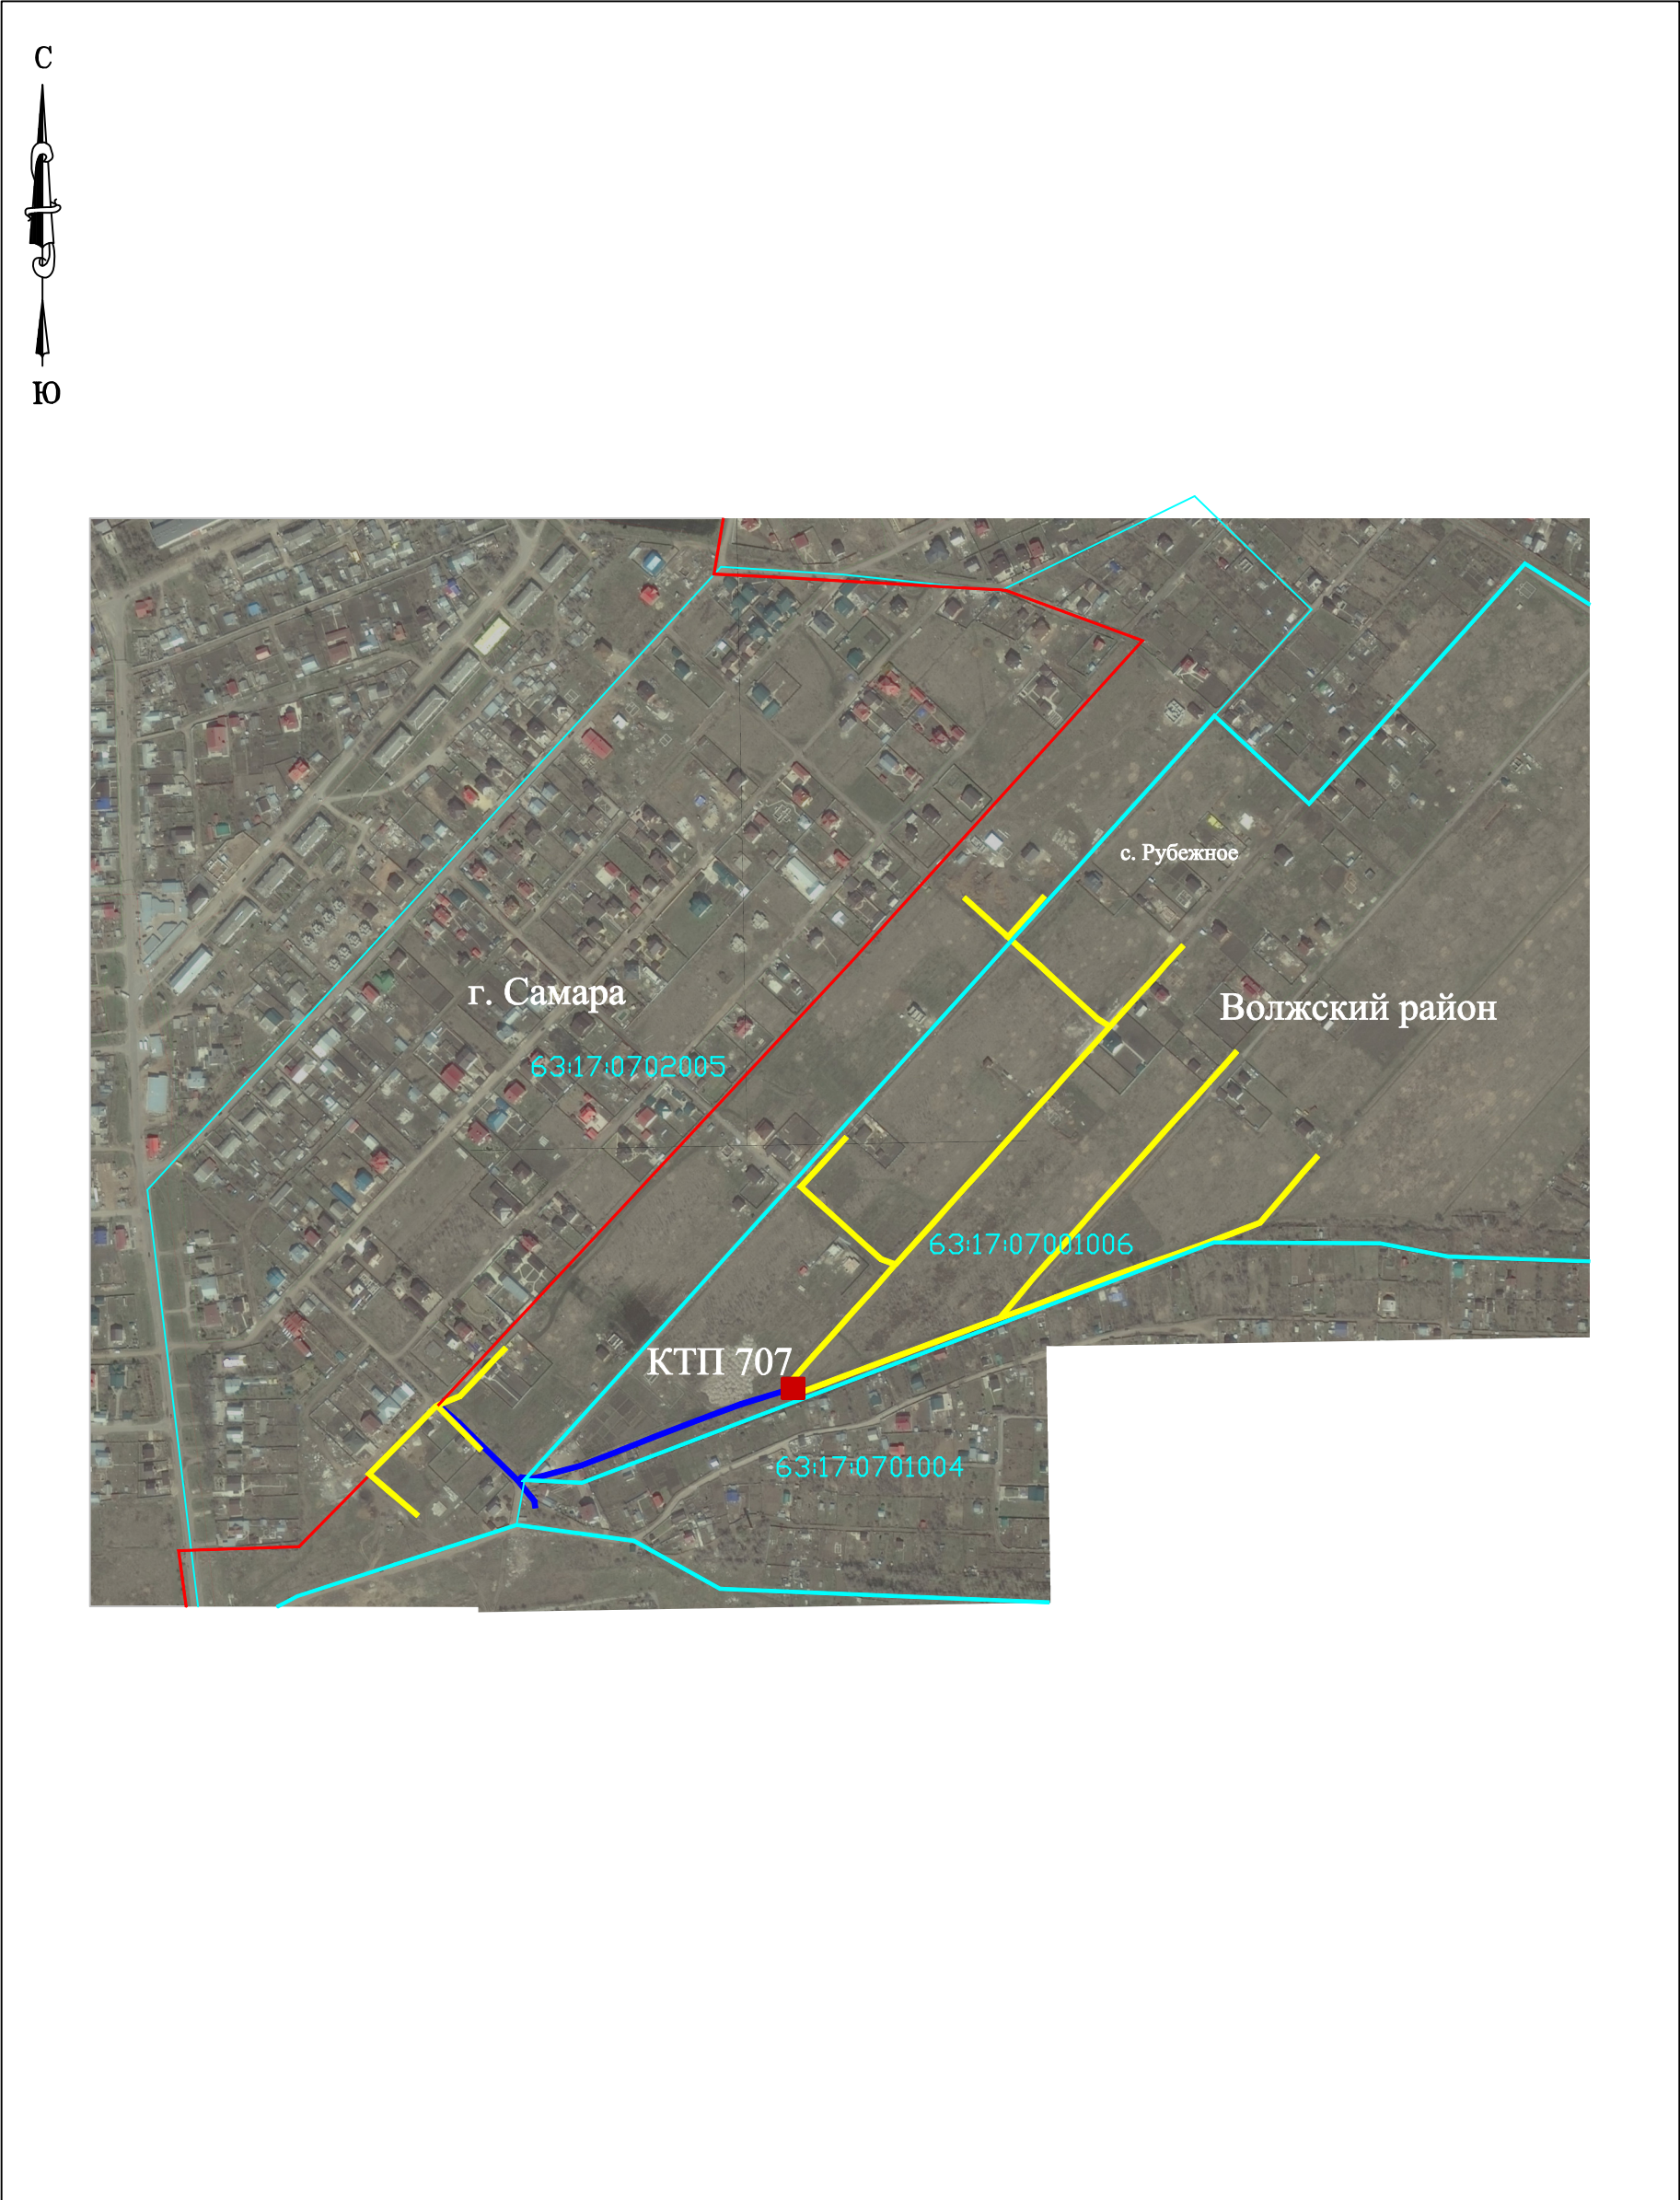 С
Ю
с. Рубежное
г. Самара
Волжский район
63:17:0702005
63:17:07001006
КТП 707
63:17:0701004